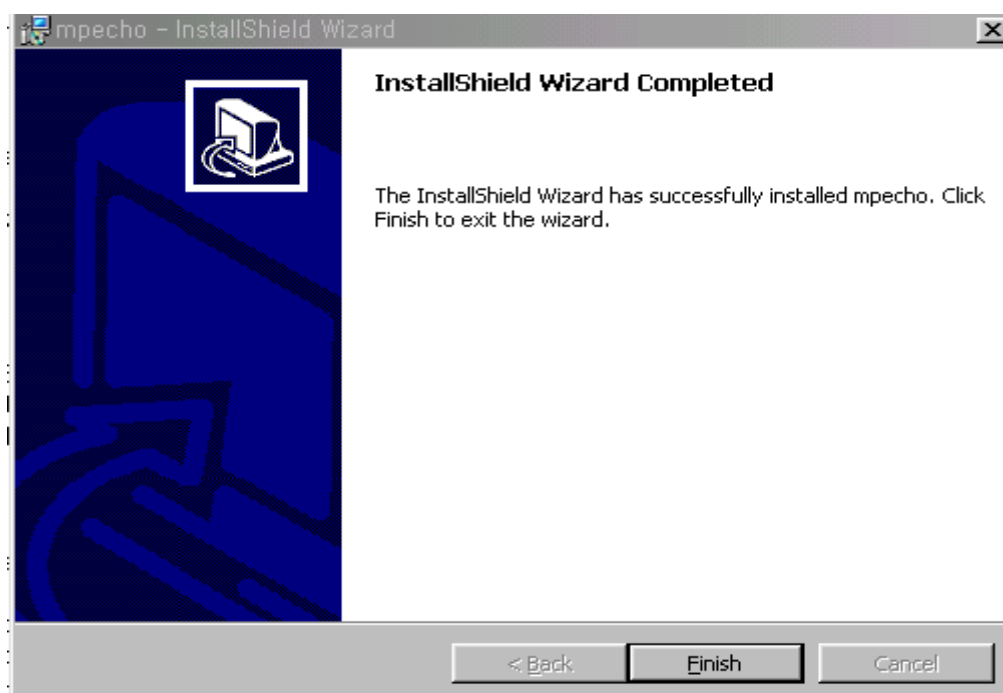 mpecho - InstallShield Wizard
InstallShield Wizard Completed
The InstallShield Wizard has successfully installed mpecho. Click
Finish to exit the wizard.
< Back
Finish
Cancel